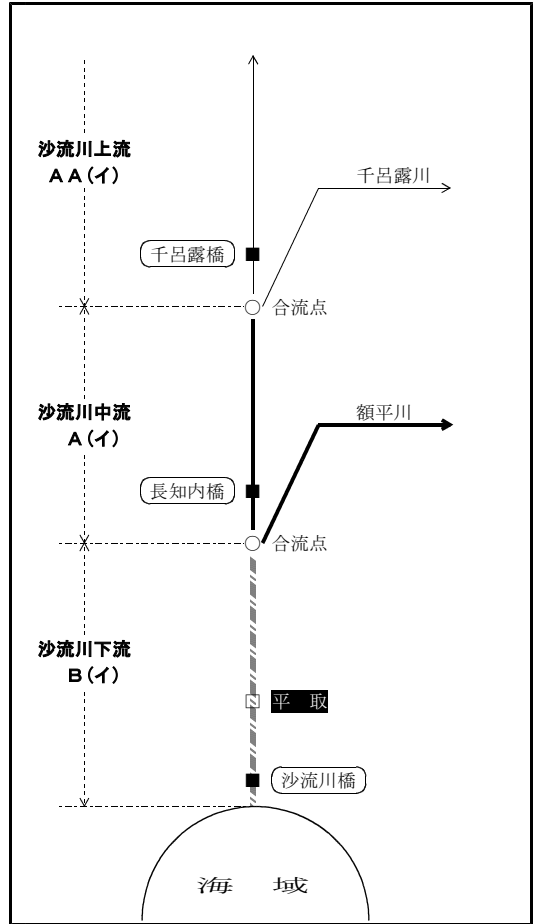 沙流川上流
AA(イ)
千呂露川
千呂露橋
合流点
沙流川中流
A(イ)
額平川
長知内橋
合流点
沙流川下流
B(イ)
平 取
沙流川橋
海 域